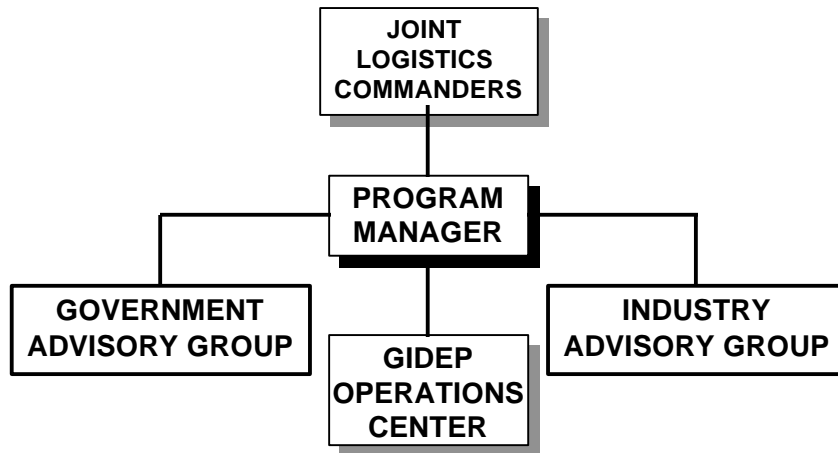 JOINT
LOGISTICS
COMMANDERS
PROGRAM
MANAGER
GOVERNMENT
ADVISORY GROUP
GIDEP
OPERATIONS
CENTER
INDUSTRY
ADVISORY GROUP